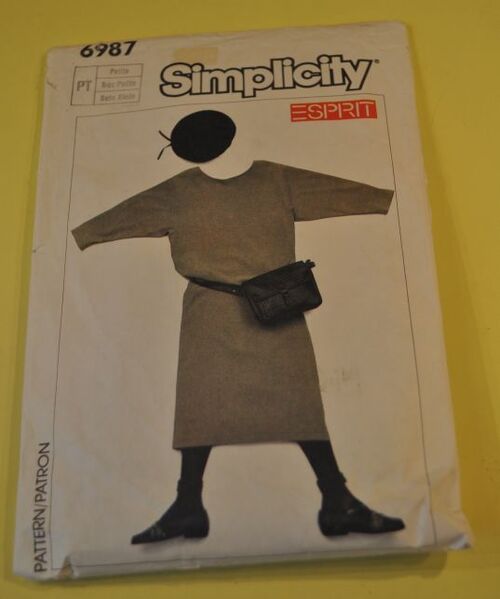 6987
PT
Petite
Simplicity
ESPRIT
PATTERN/PATRON